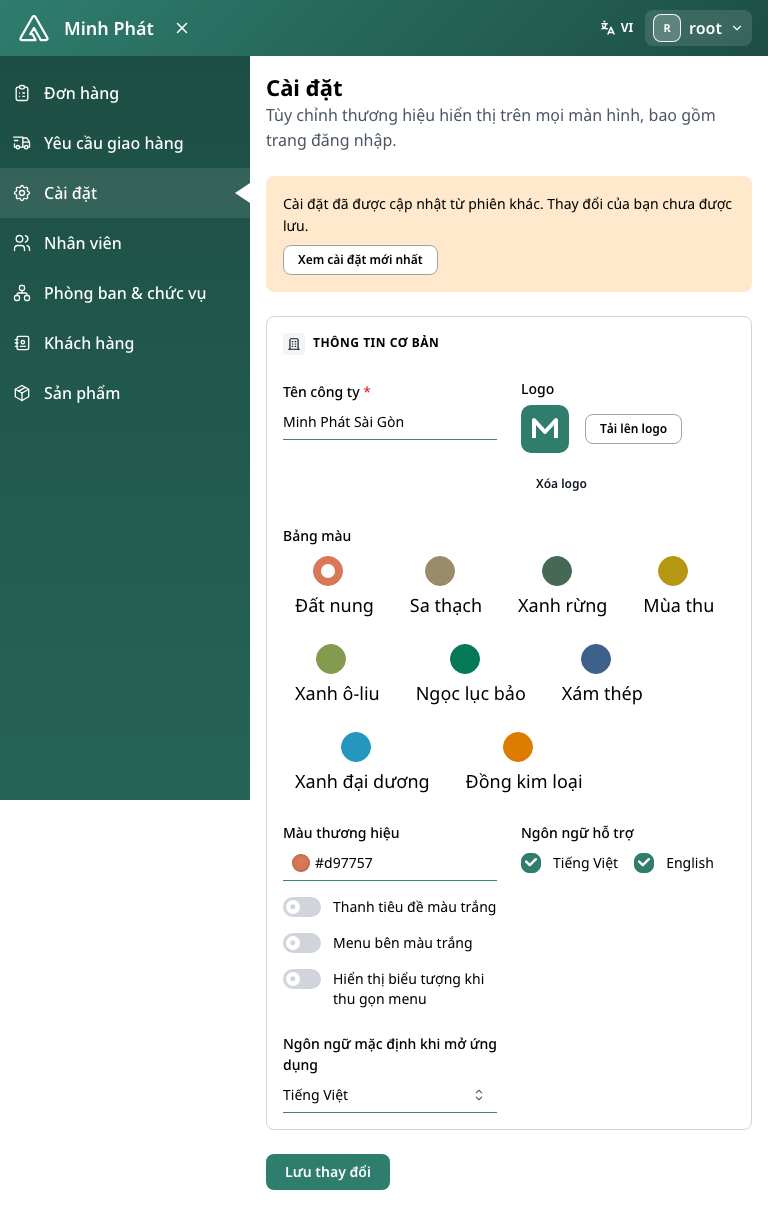 Minh Phát
VI
R
root
Đơn hàng
Yêu cầu giao hàng
Cài đặt
Nhân viên
Phòng ban & chức vụ
Khách hàng
Sản phẩm
Cài đặt
Tùy chỉnh thương hiệu hiển thị trên mọi màn hình, bao gồm
trang đăng nhập.
Cài đặt đã được cập nhật từ phiên khác. Thay đổi của bạn chưa được
lưu.
Xem cài đặt mới nhất
THÔNG TIN CƠ BẢN
Tên công ty *
Minh Phát Sài Gòn
Logo
Tải lên logo
Xóa logo
Bảng màu
Đất nung
Sa thạch
Xanh rừng
Mùa thu
Xanh ô-liu
Ngọc lục bảo
Xám thép
Xanh đại dương
Đồng kim loại
Màu thương hiệu
#d97757
Ngôn ngữ hỗ trợ
Tiếng Việt
English
Thanh tiêu đề màu trắng
Menu bên màu trắng
Hiển thị biểu tượng khi
thu gọn menu
Ngôn ngữ mặc định khi mở ứng
dụng
Tiếng Việt
Lưu thay đổi